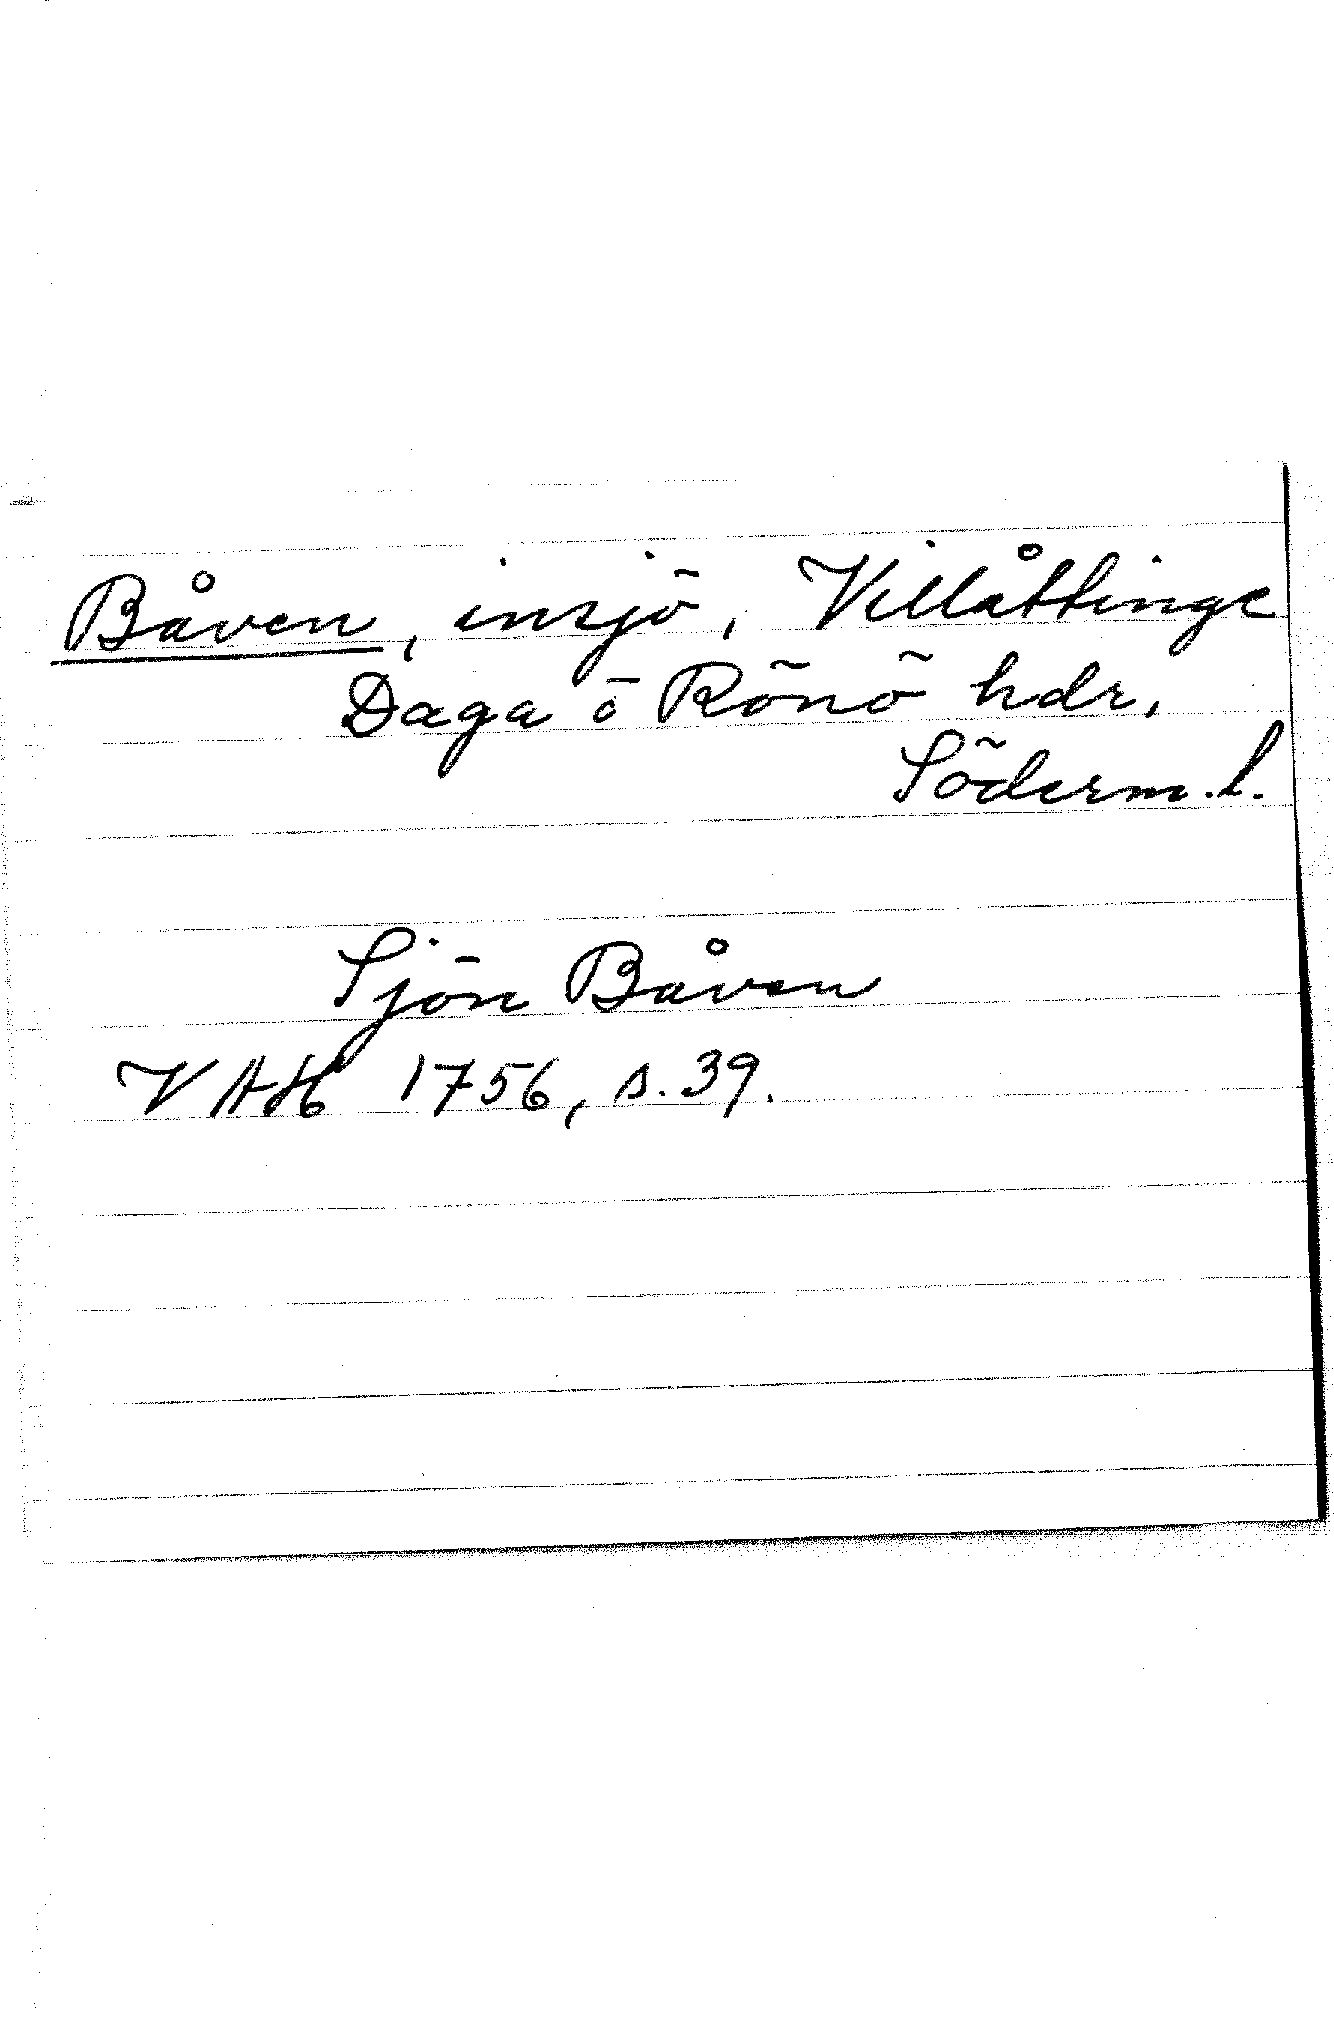 Båven, insjö, Villåttinge
Daga ö Rönö hdr,
Söderm.l.
Sjön Båven
VAH 1756, s.39.